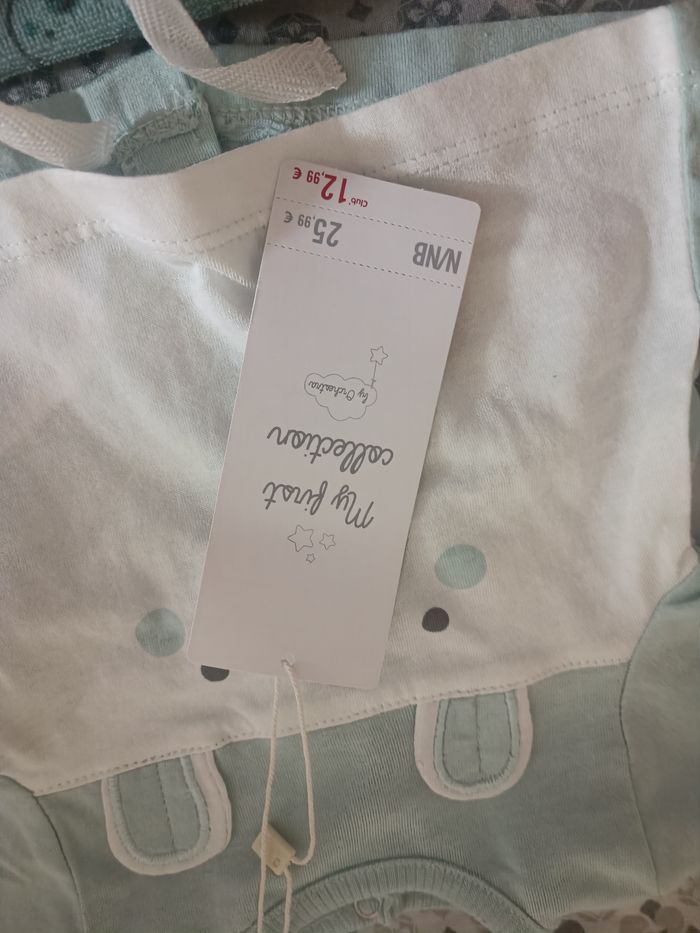 My first
collection
by Orchestra
N/NB
25,99 €
Club* 12,99 €